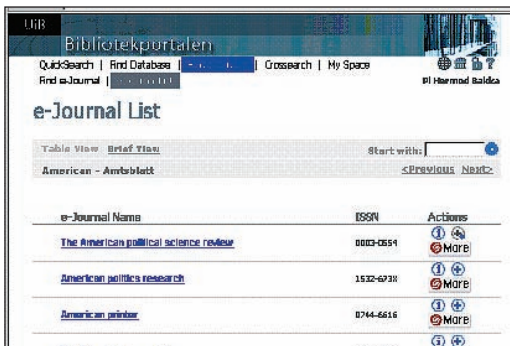 UiB
Bibliotekportalen
QuickSearch | Find Database | | Crossearch | My Space
Find e-Journal |
Pl Hermod Baldra
e-Journal List
Table View Brief View Start with:
American - Amtsblatt <Previous Next>
e-Journal Name ISSN Actions
The American political science review 0003-0554
More
American politics research 1532-673X
More
American printer 0744-6616
More